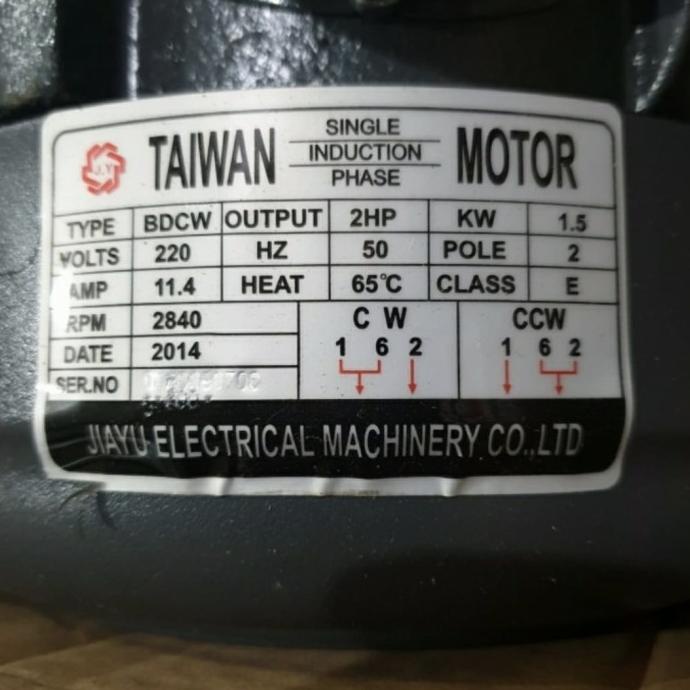 J.Y TAIWAN SINGLE INDUCTION PHASE MOTOR
TYPE BDCW OUTPUT 2HP KW 1.5
VOLTS 220 HZ 50 POLE 2
AMP 11.4 HEAT 65℃ CLASS E
RPM 2840 CW CCW
DATE 2014 1 6 2 1 6 2
SER.NO
JIAYU ELECTRICAL MACHINERY CO.,LTD